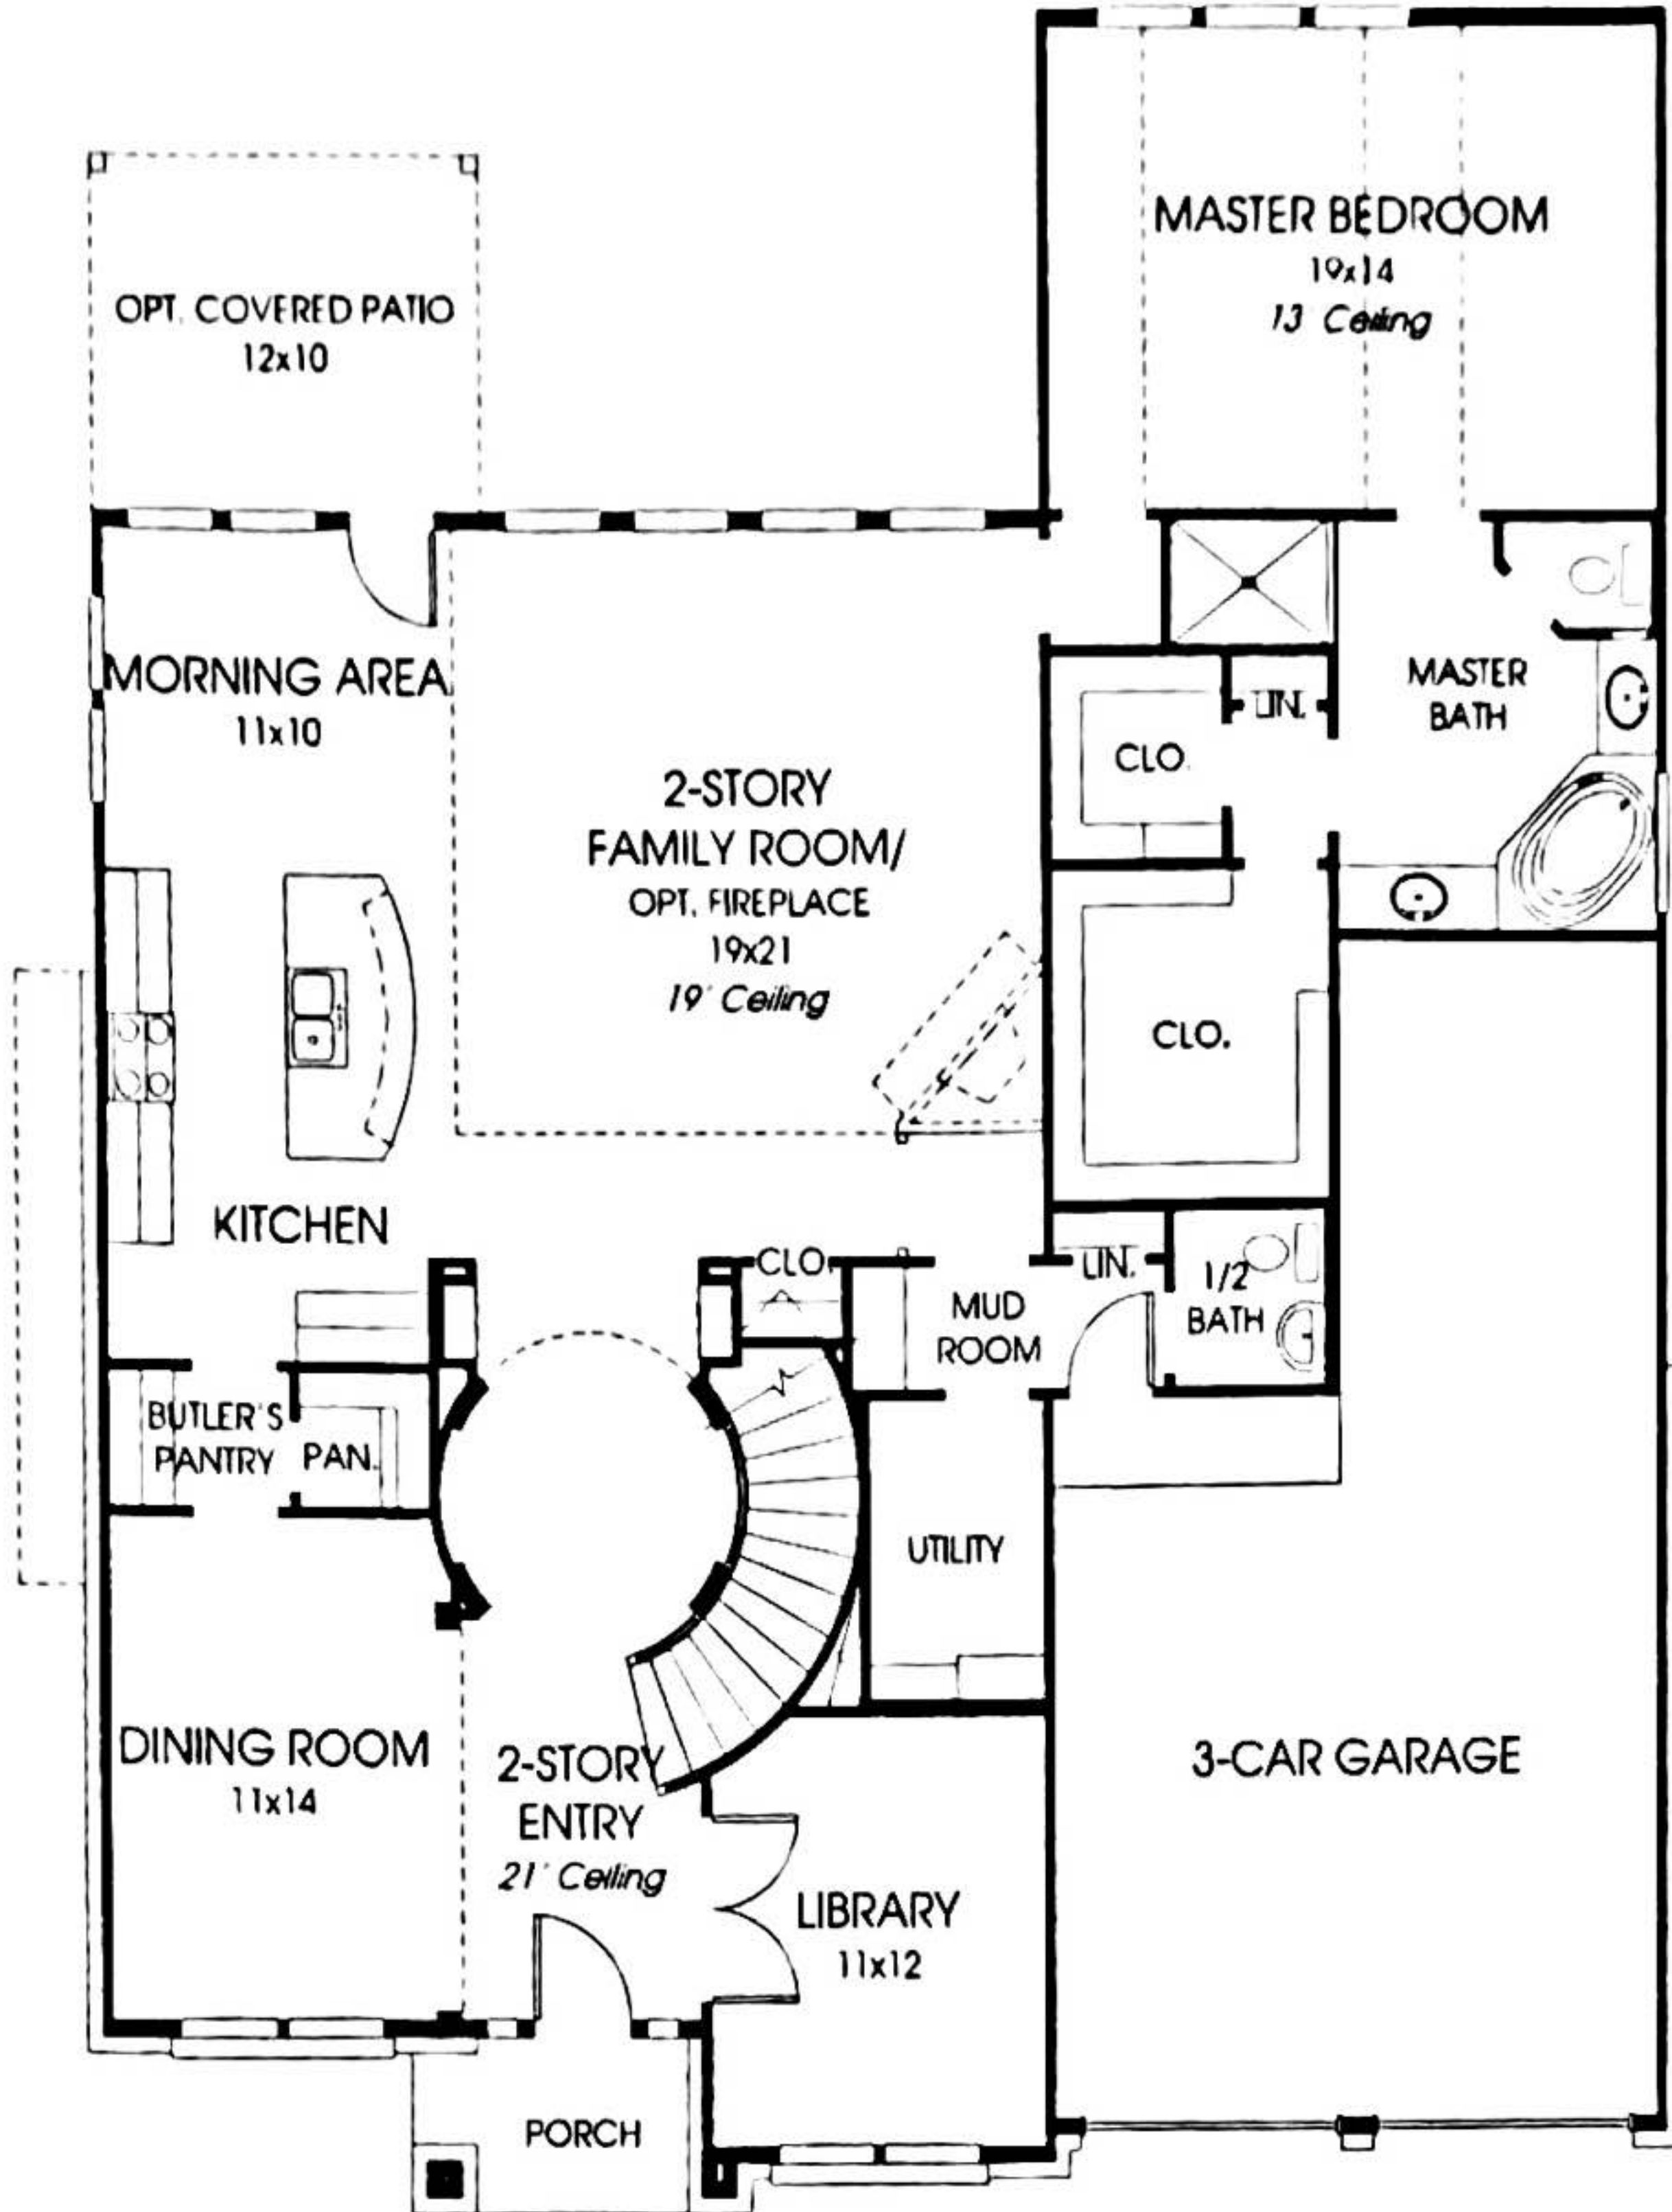 MASTER BEDROOM
19x14
13' Ceiling
OPT. COVERED PATIO
12x10
MORNING AREA
11x10
MASTER
BATH
LIN.
CLO.
2-STORY
FAMILY ROOM/
OPT. FIREPLACE
19x21
19' Ceiling
CLO.
KITCHEN
CLO.
LIN.
1/2
BATH
MUD
ROOM
BUTLER'S
PANTRY
PAN.
UTILITY
DINING ROOM
11x14
2-STORY
ENTRY
21' Ceiling
3-CAR GARAGE
LIBRARY
11x12
PORCH